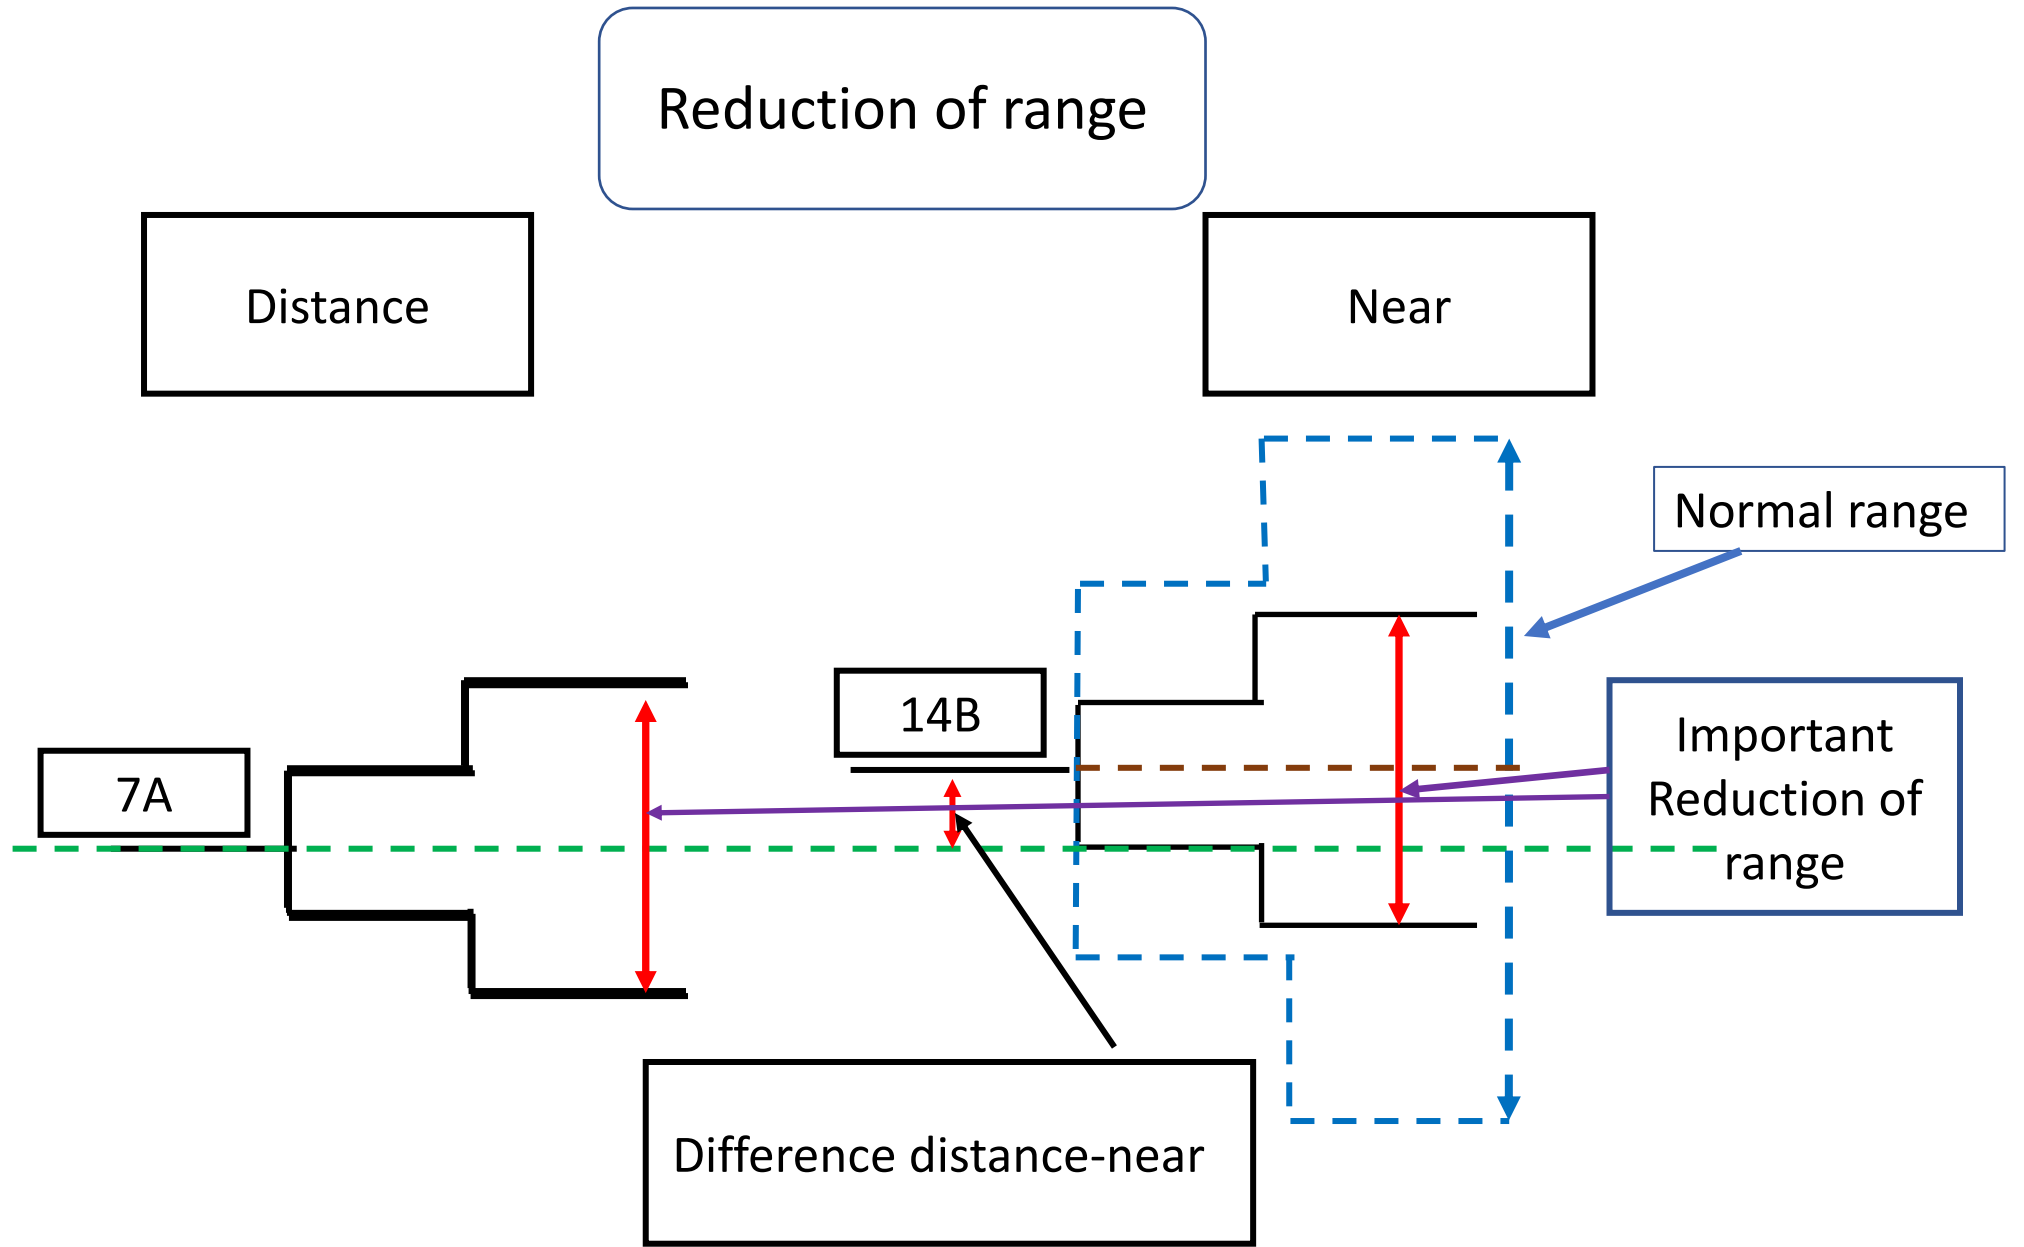 Reduction of range
Distance
Near
Normal range
14B
7A
Important
Reduction of
range
Difference distance-near